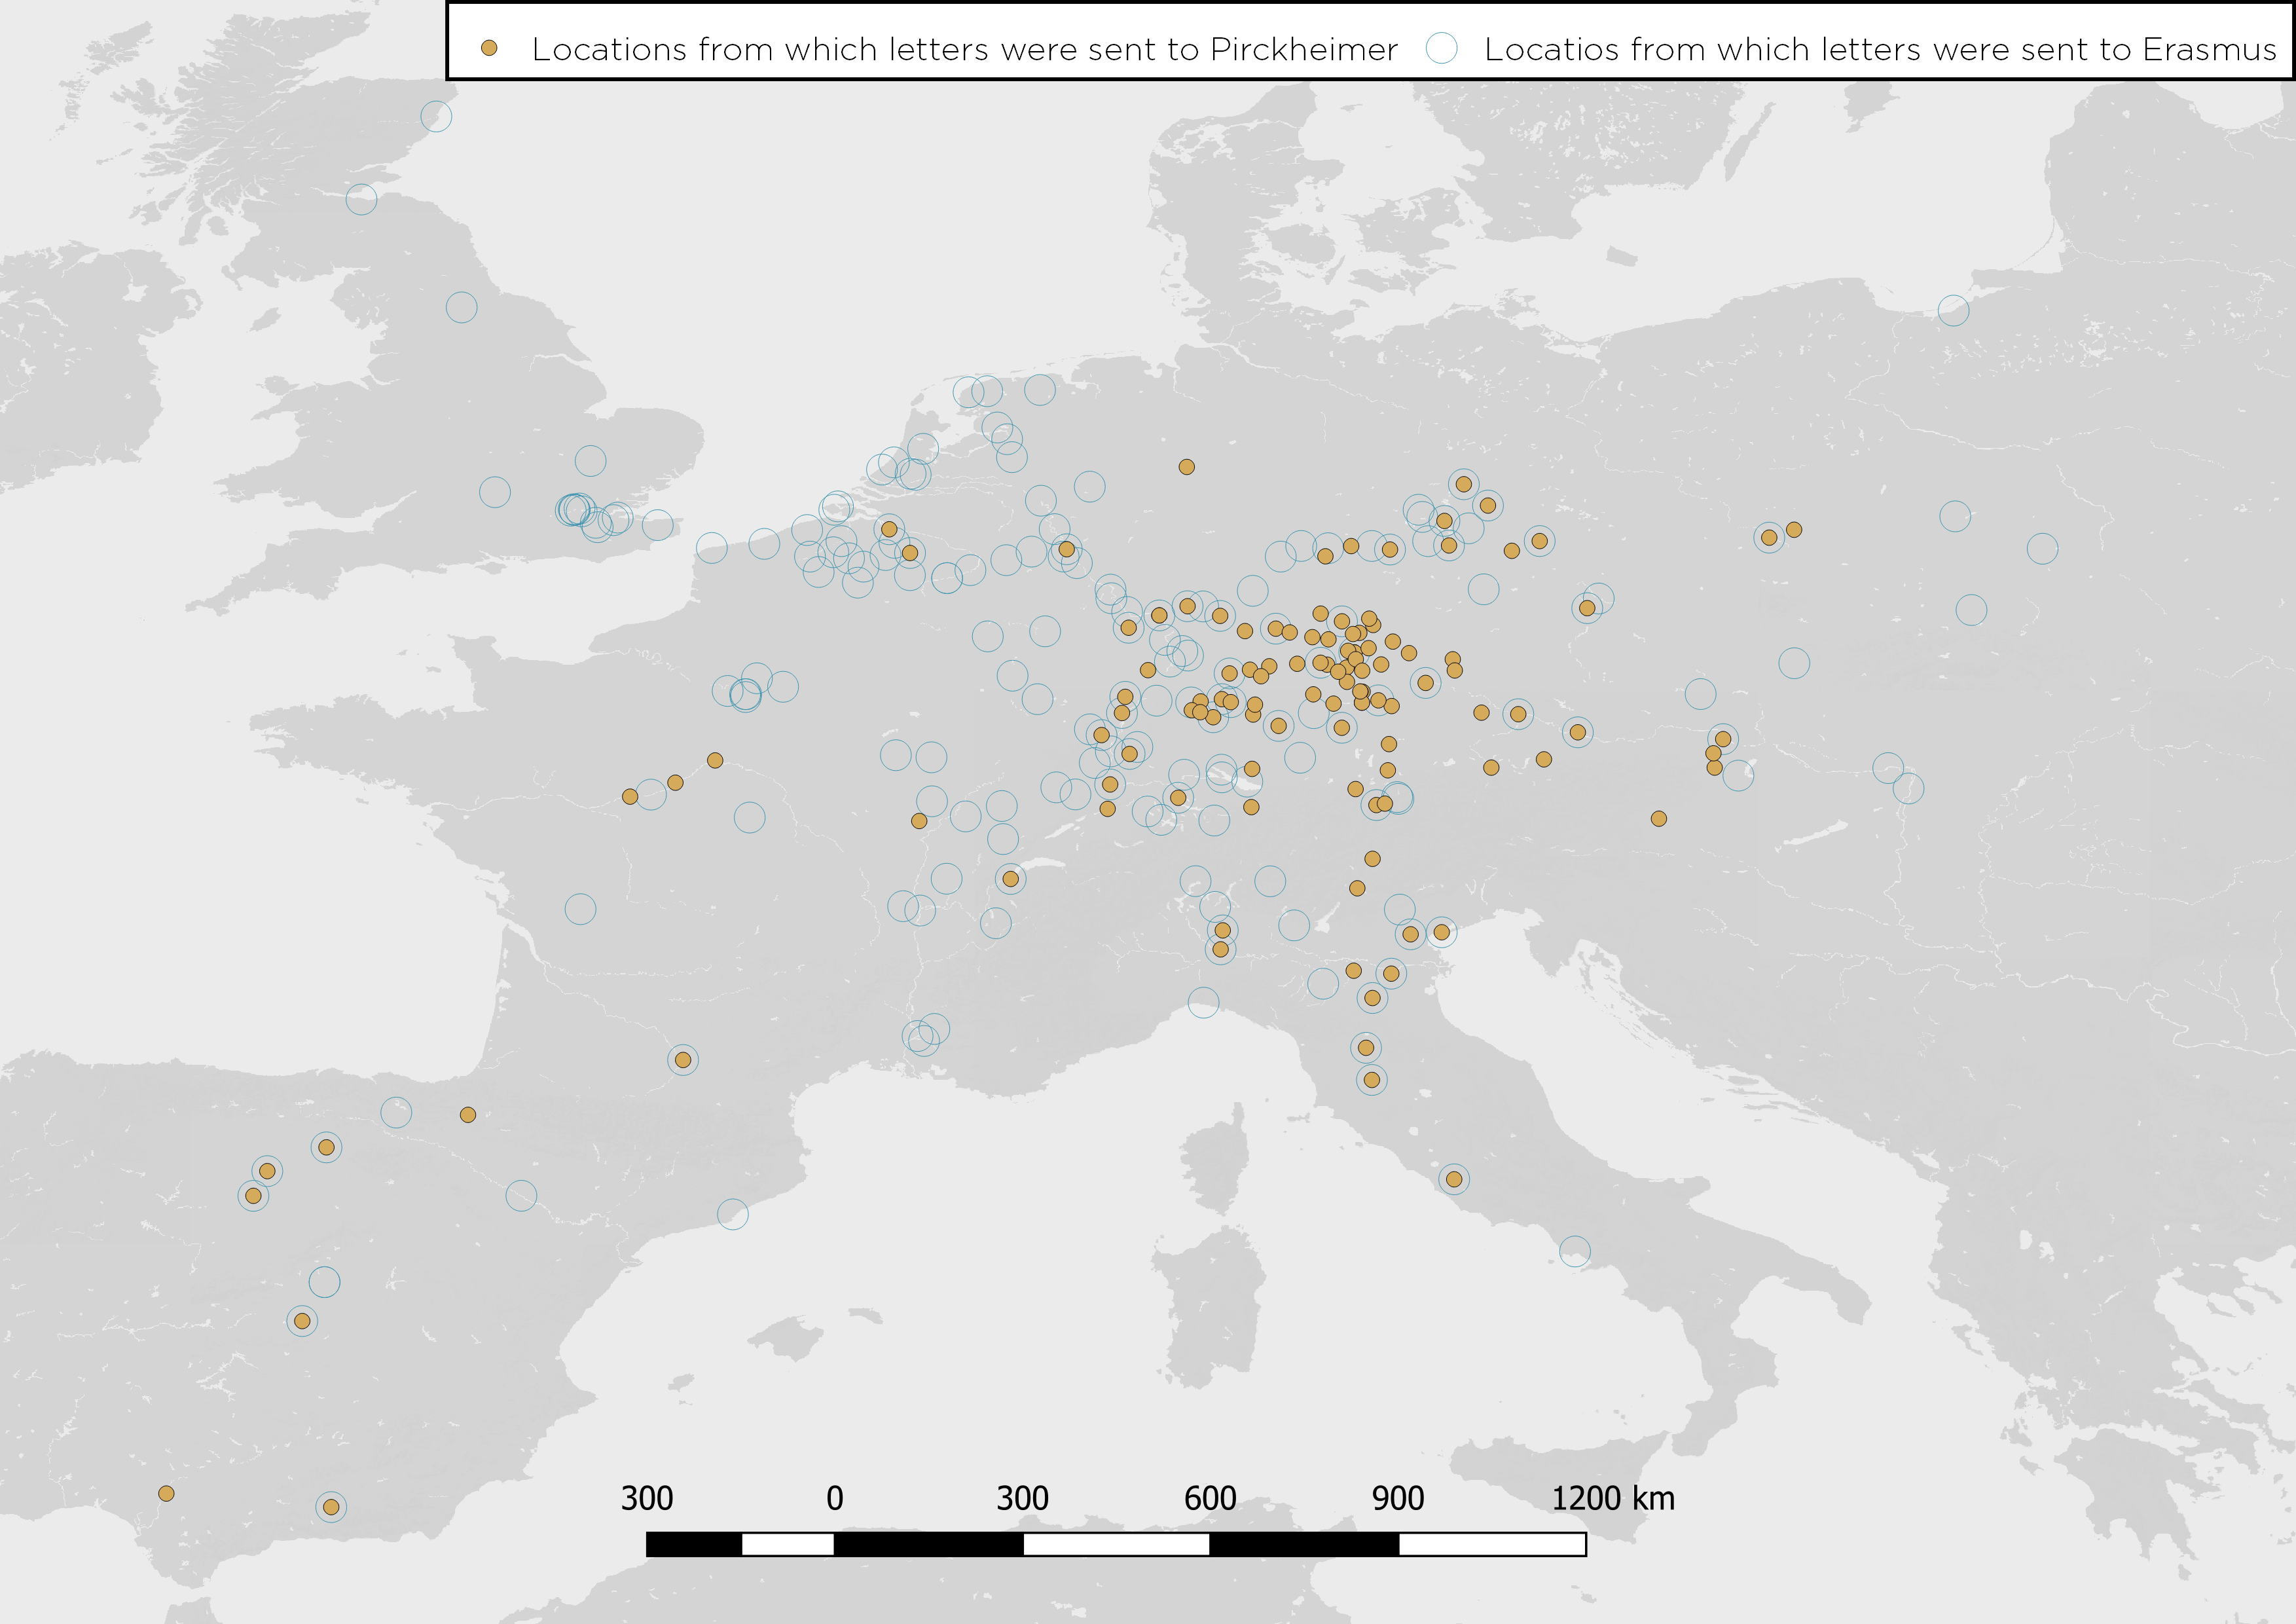 Locations from which letters were sent to Pirckheimer
Locatios from which letters were sent to Erasmus
300 0 300 600 900 1200 km